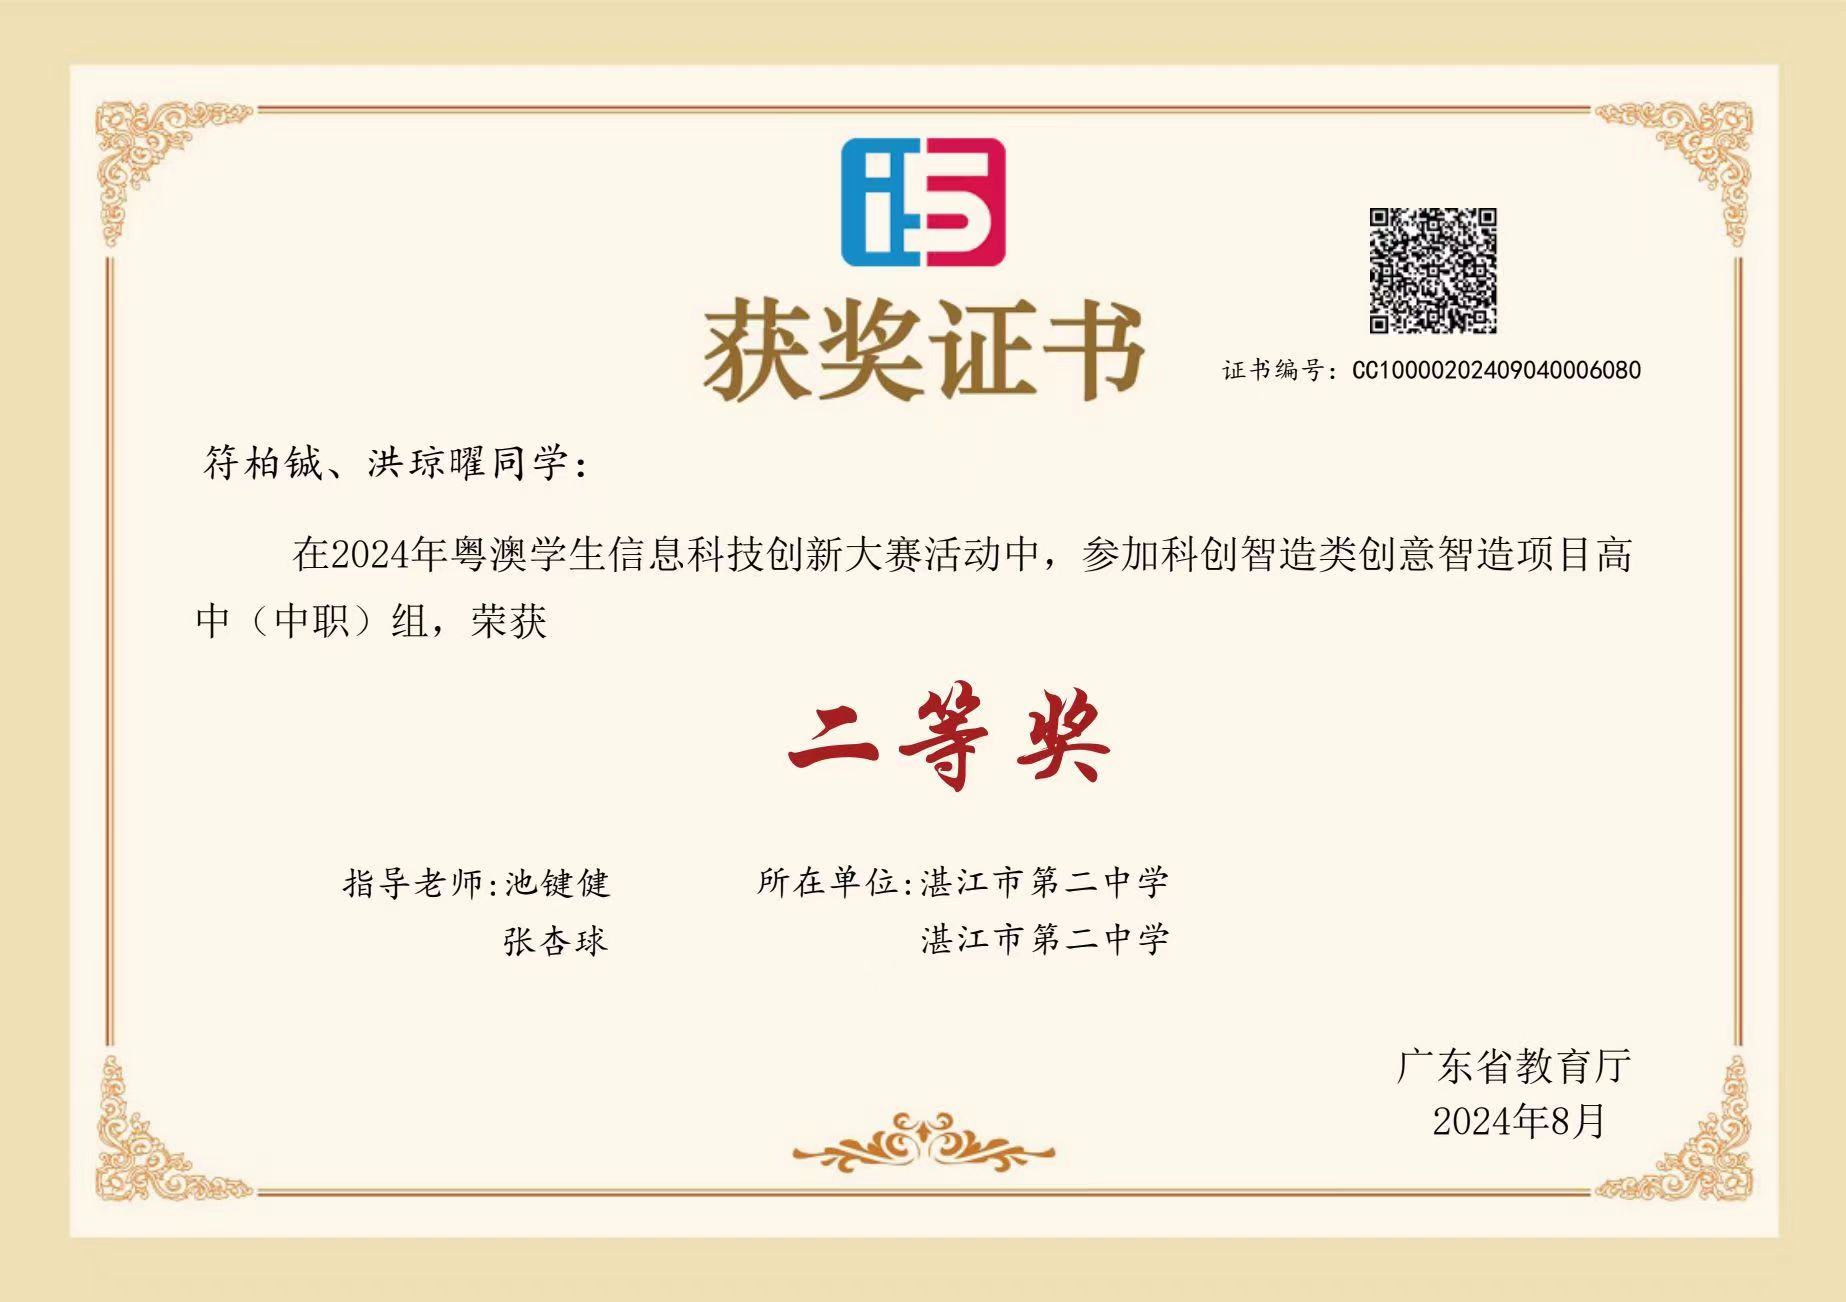 获奖证书
证书编号：CC10000202409040006080
符柏铖、洪琼曜同学：
在2024年粤澳学生信息科技创新大赛活动中，参加科创智造类创意智造项目高
中（中职）组，荣获
二等奖
指导老师:池键健 所在单位:湛江市第二中学
张杏球 湛江市第二中学
广东省教育厅
2024年8月